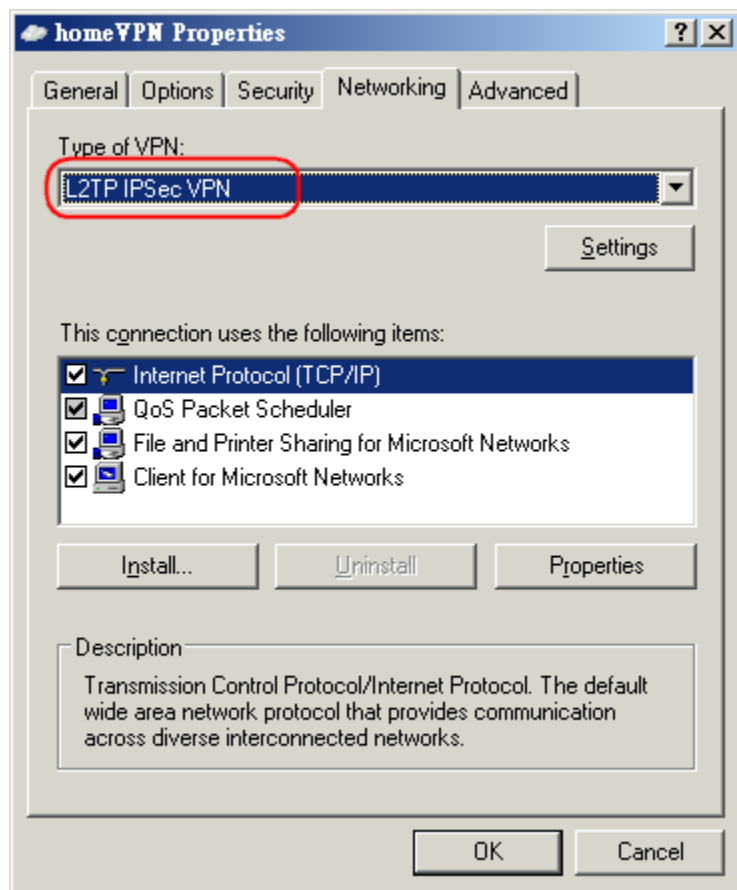 homeVPN Properties
General Options Security Networking Advanced
Type of VPN:
L2TP IPSec VPN
Settings
This connection uses the following items:
Internet Protocol (TCP/IP)
QoS Packet Scheduler
File and Printer Sharing for Microsoft Networks
Client for Microsoft Networks
Install... Uninstall Properties
Description
Transmission Control Protocol/Internet Protocol. The default
wide area network protocol that provides communication
across diverse interconnected networks.
OK Cancel